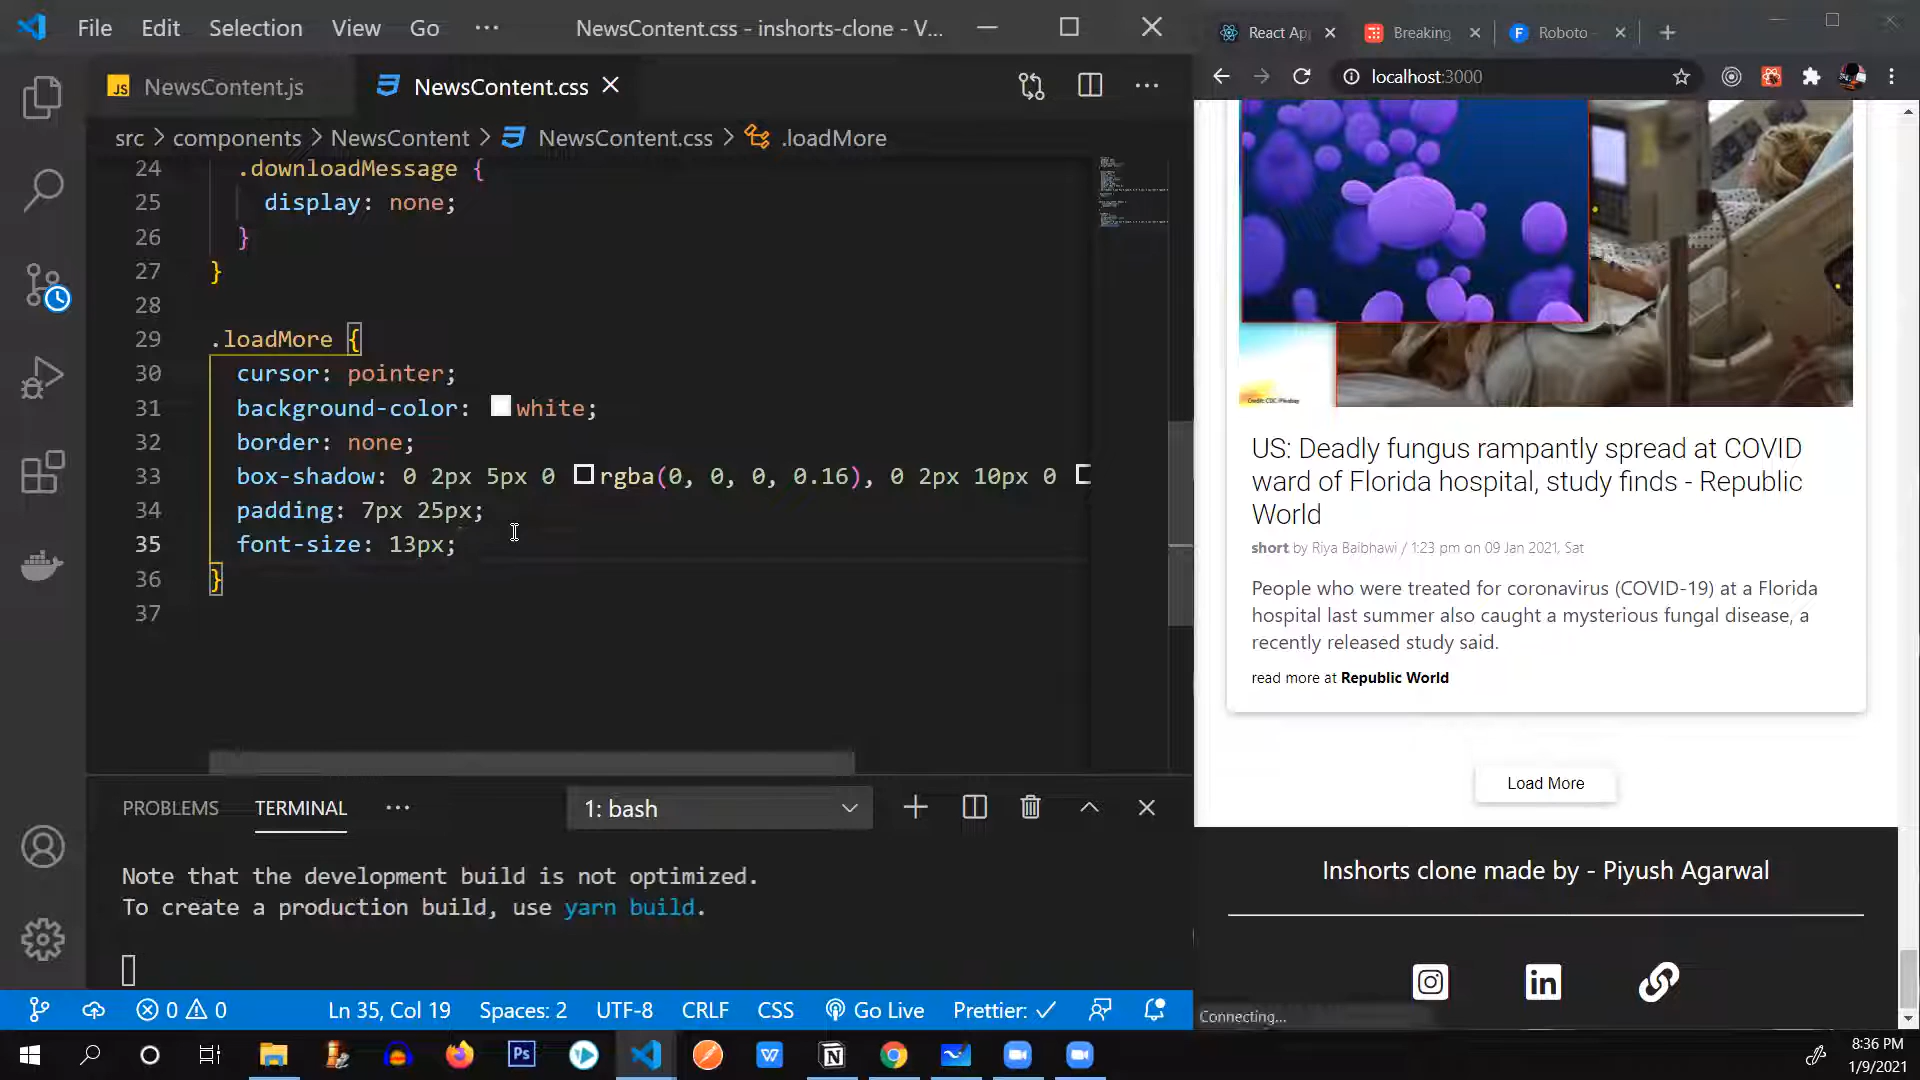 File Edit Selection View Go ··· NewsContent.css - inshorts-clone - V...
NewsContent.js NewsContent.css
src > components > NewsContent > NewsContent.css > .loadMore
24 .downloadMessage {
25 display: none;
26 }
27 }
28
29 .loadMore {
30 cursor: pointer;
31 background-color: white;
32 border: none;
33 box-shadow: 0 2px 5px 0 rgba(0, 0, 0, 0.16), 0 2px 10px 0
34 padding: 7px 25px;
35 font-size: 13px;
36 }
37
PROBLEMS TERMINAL ··· 1: bash
Note that the development build is not optimized.
To create a production build, use yarn build.
0 0 Ln 35, Col 19 Spaces: 2 UTF-8 CRLF CSS Go Live Prettier: ✓
React App Breaking Roboto -
localhost:3000
US: Deadly fungus rampantly spread at COVID
ward of Florida hospital, study finds - Republic
World
short by Riya Baibhawi / 1:23 pm on 09 Jan 2021, Sat
People who were treated for coronavirus (COVID-19) at a Florida
hospital last summer also caught a mysterious fungal disease, a
recently released study said.
read more at Republic World
Load More
Inshorts clone made by - Piyush Agarwal
Connecting...
8:36 PM
1/9/2021